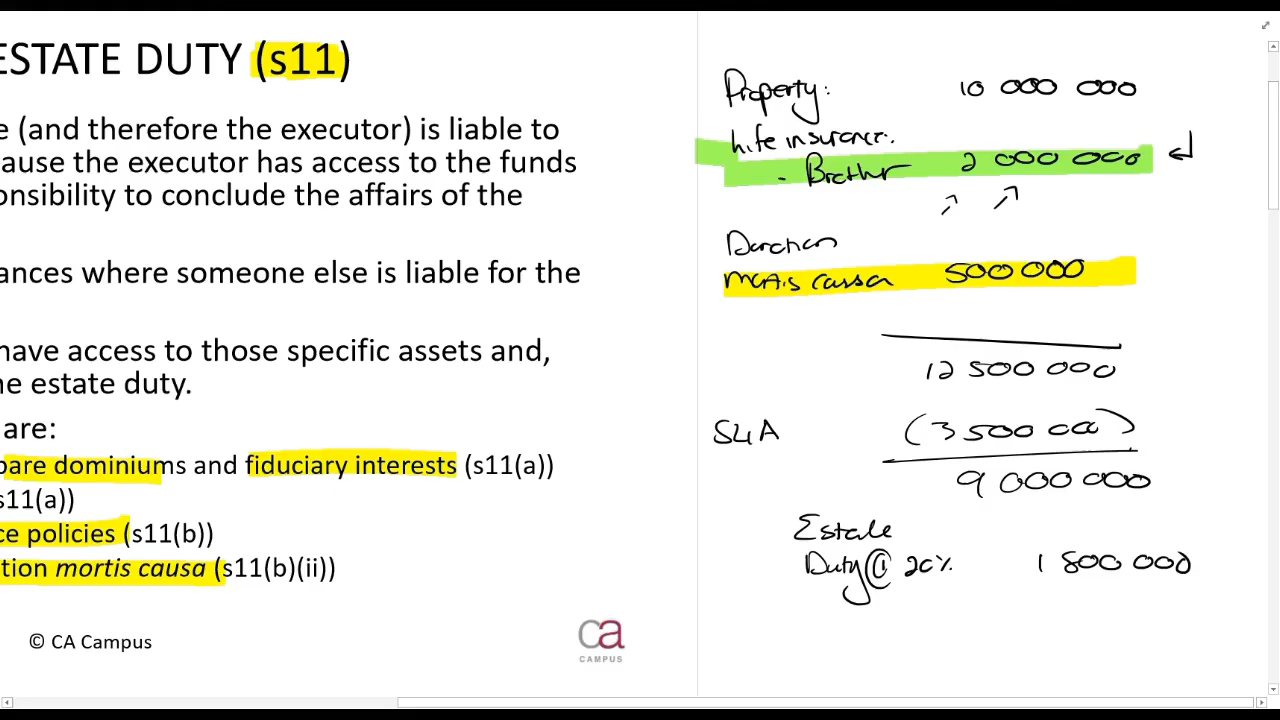 ESTATE DUTY (s11)
e (and therefore the executor) is liable to
ause the executor has access to the funds
onsibility to conclude the affairs of the
ances where someone else is liable for the
have access to those specific assets and,
ne estate duty.
are:
bare dominiums and fiduciary interests (s11(a))
s11(a))
ce policies (s11(b))
tion mortis causa (s11(b)(ii))
© CA Campus
ca
CAMPUS
Property: 10 000 000
Life insurance:
- Brother 2 000 000
Donation
mortis causa 500 000
12 500 000
S4A (3 500 000)
9 000 000
Estate
Duty @ 20% 1 800 000